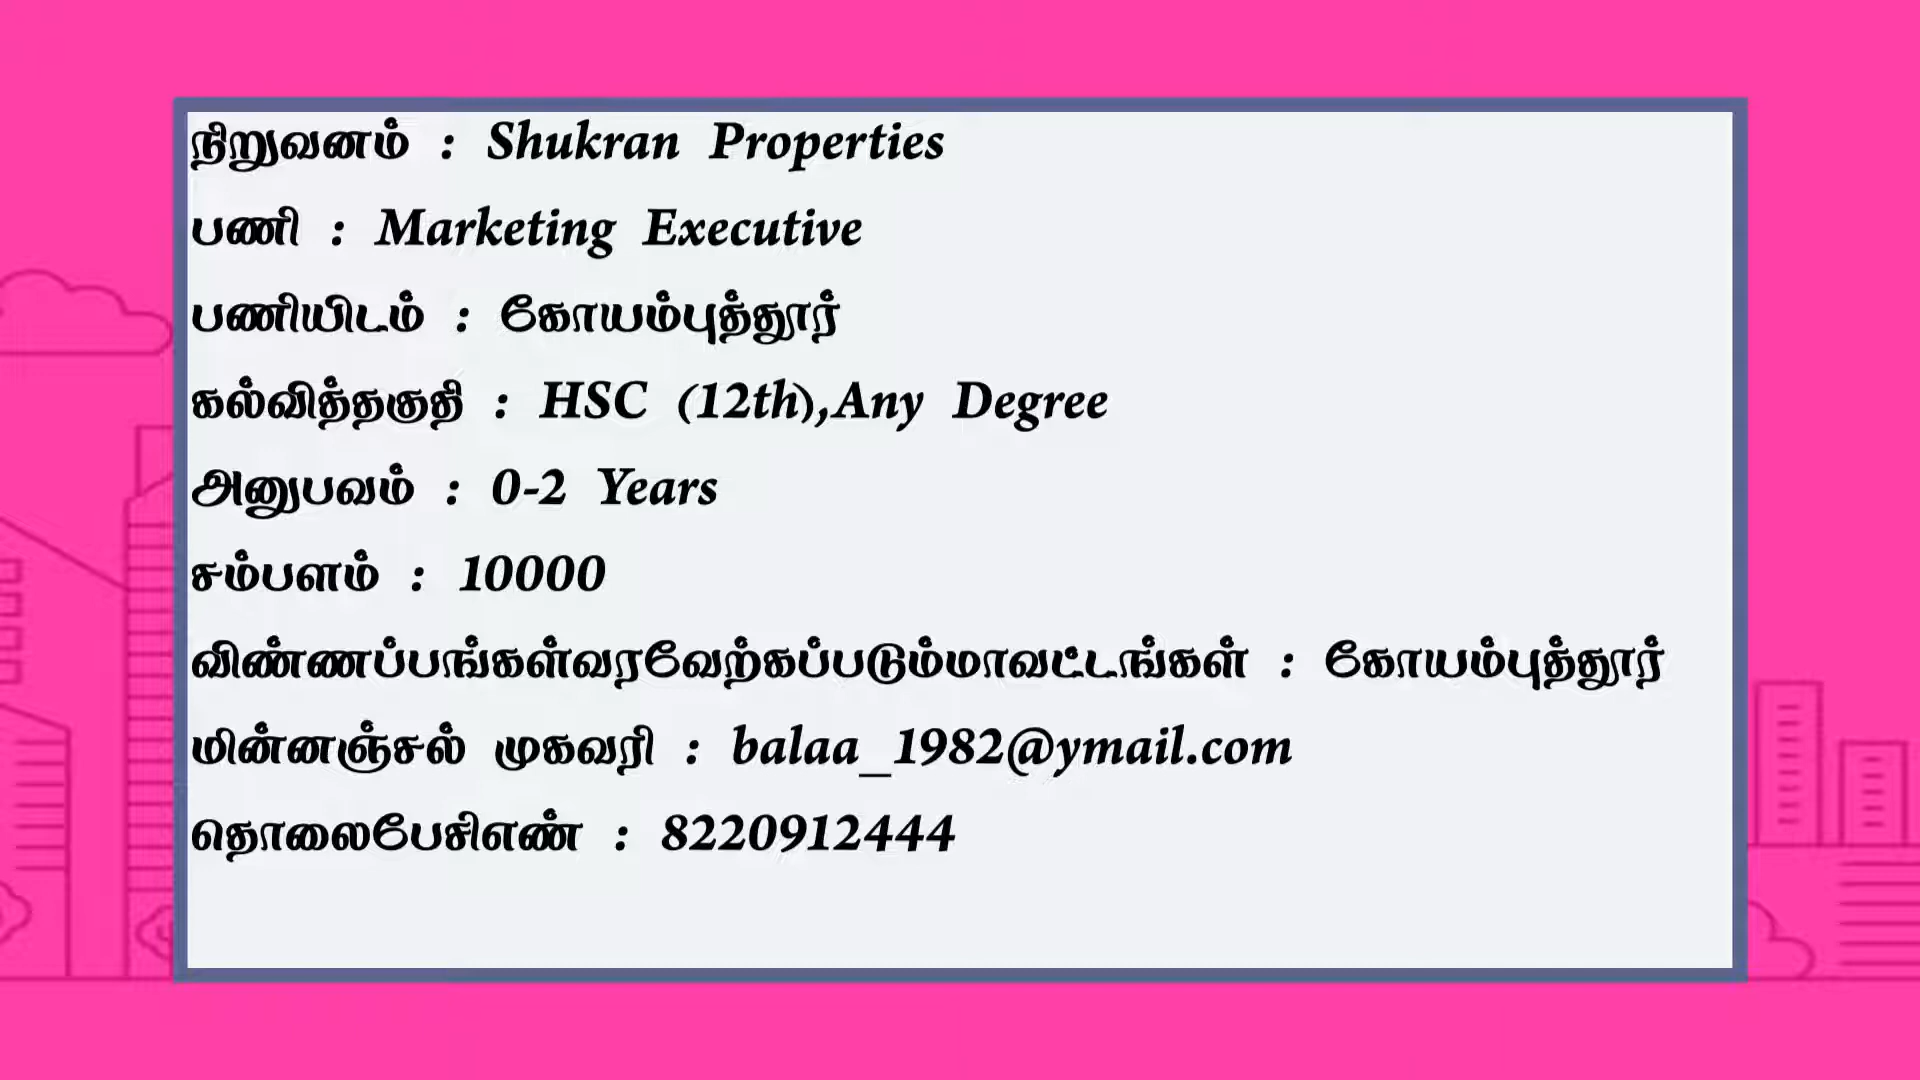 நிறுவனம் : Shukran Properties
பணி : Marketing Executive
பணியிடம் : கோயம்புத்தூர்
கல்வித்தகுதி : HSC (12th),Any Degree
அனுபவம் : 0-2 Years
சம்பளம் : 10000
விண்ணப்பங்கள்வரவேற்கப்படும்மாவட்டங்கள் : கோயம்புத்தூர்
மின்னஞ்சல் முகவரி : balaa_1982@ymail.com
தொலைபேசிஎண் : 8220912444